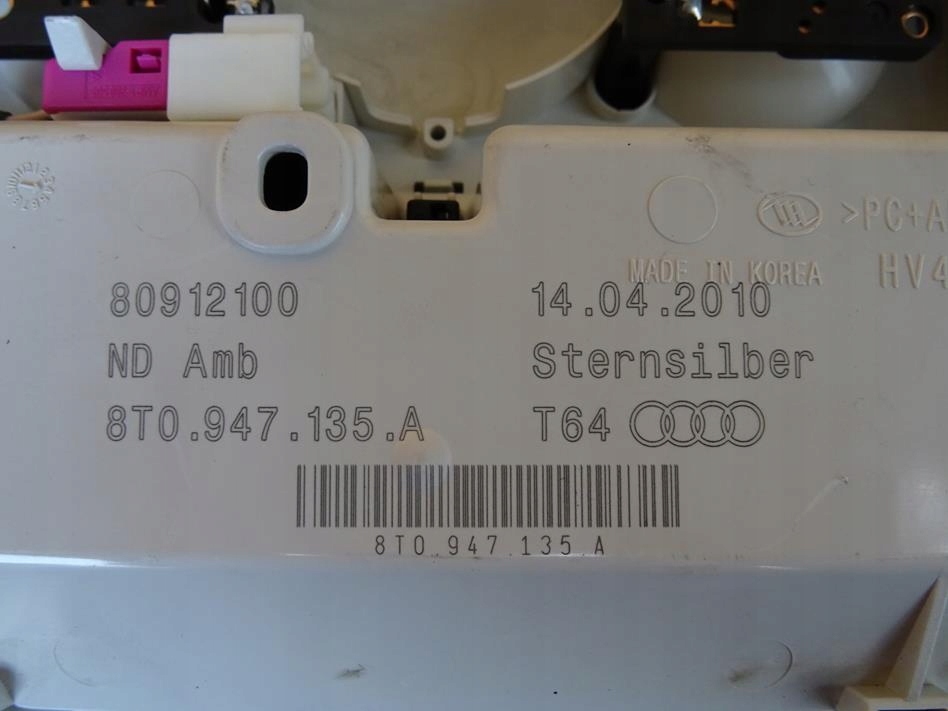 >PC+A
MADE IN KOREA HV4
80912100 14.04.2010
ND Amb Sternsilber
8T0.947.135.A T64
8T0.947.135.A